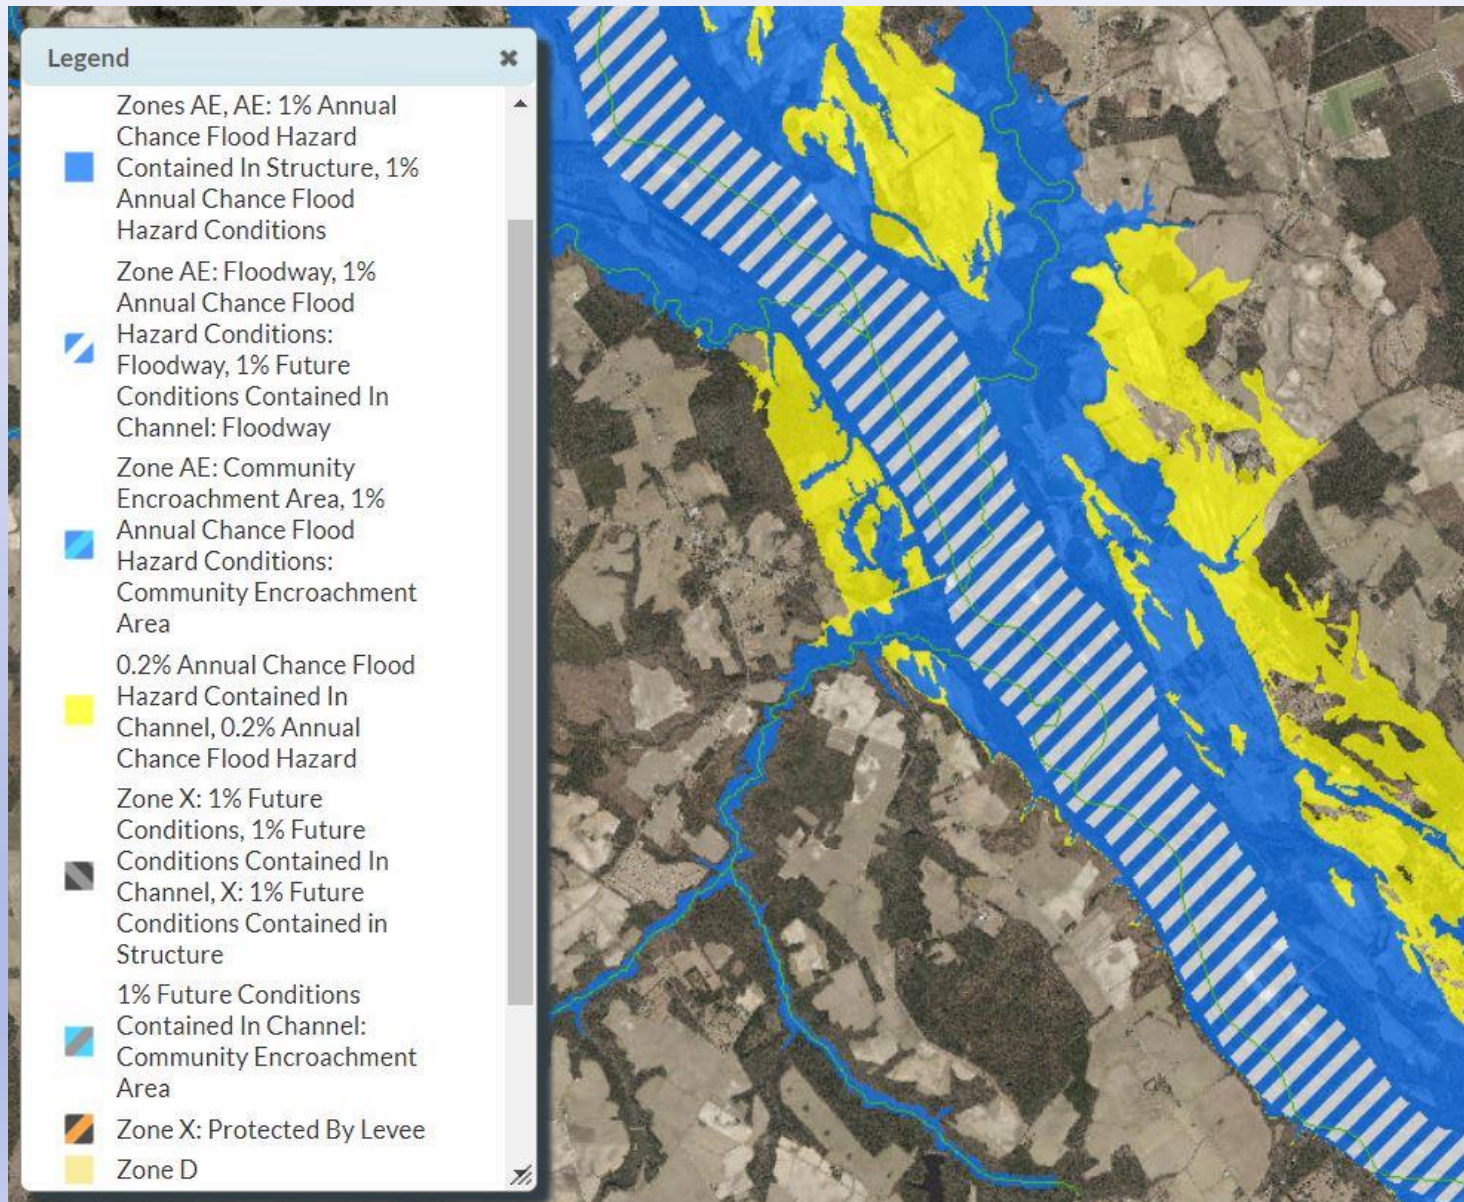 Legend
Zones AE, AE: 1% Annual
Chance Flood Hazard
Contained In Structure, 1%
Annual Chance Flood
Hazard Conditions
Zone AE: Floodway, 1%
Annual Chance Flood
Hazard Conditions:
Floodway, 1% Future
Conditions Contained In
Channel: Floodway
Zone AE: Community
Encroachment Area, 1%
Annual Chance Flood
Hazard Conditions:
Community Encroachment
Area
0.2% Annual Chance Flood
Hazard Contained In
Channel, 0.2% Annual
Chance Flood Hazard
Zone X: 1% Future
Conditions, 1% Future
Conditions Contained In
Channel, X: 1% Future
Conditions Contained in
Structure
1% Future Conditions
Contained In Channel:
Community Encroachment
Area
Zone X: Protected By Levee
Zone D